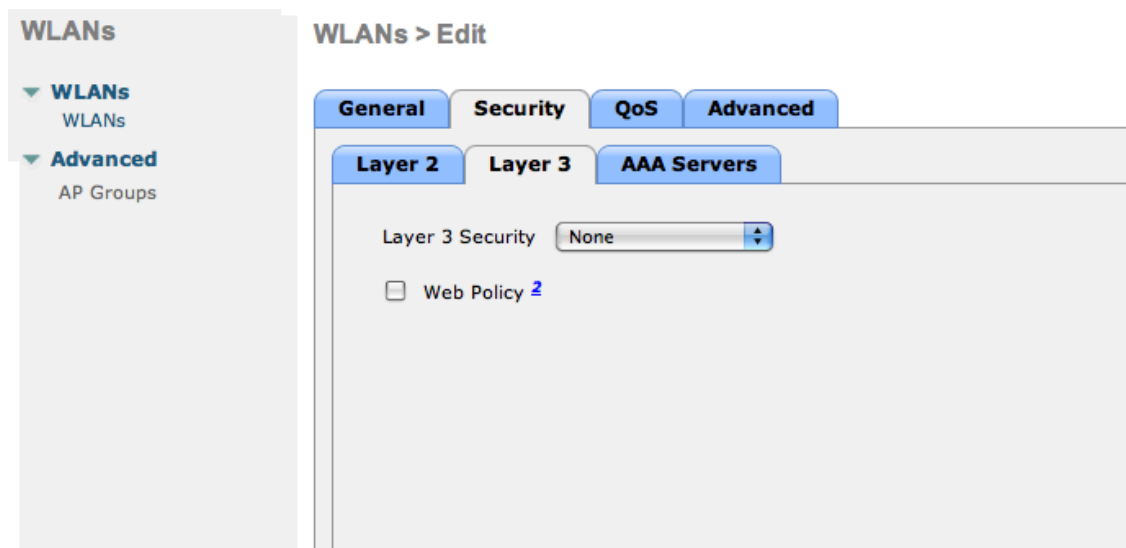 WLANs
WLANs
WLANs
Advanced
AP Groups
WLANs > Edit
General Security QoS Advanced
Layer 2 Layer 3 AAA Servers
Layer 3 Security None
Web Policy 2